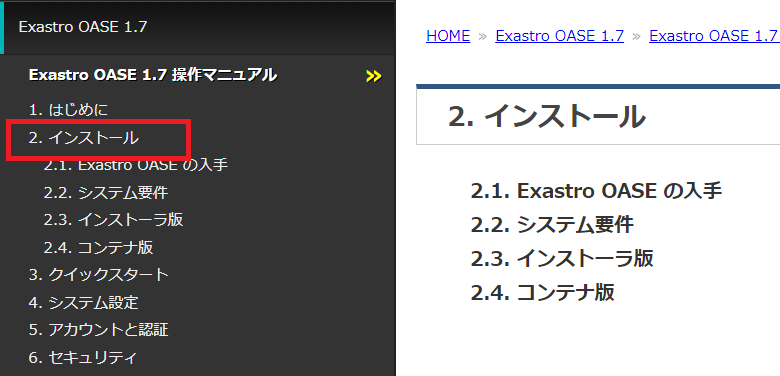 Exastro OASE 1.7
Exastro OASE 1.7 操作マニュアル »
1. はじめに
2. インストール
2.1. Exastro OASE の入手
2.2. システム要件
2.3. インストーラ版
2.4. コンテナ版
3. クイックスタート
4. システム設定
5. アカウントと認証
6. セキュリティ
HOME » Exastro OASE 1.7 » Exastro OASE 1.7
2. インストール
2.1. Exastro OASE の入手
2.2. システム要件
2.3. インストーラ版
2.4. コンテナ版